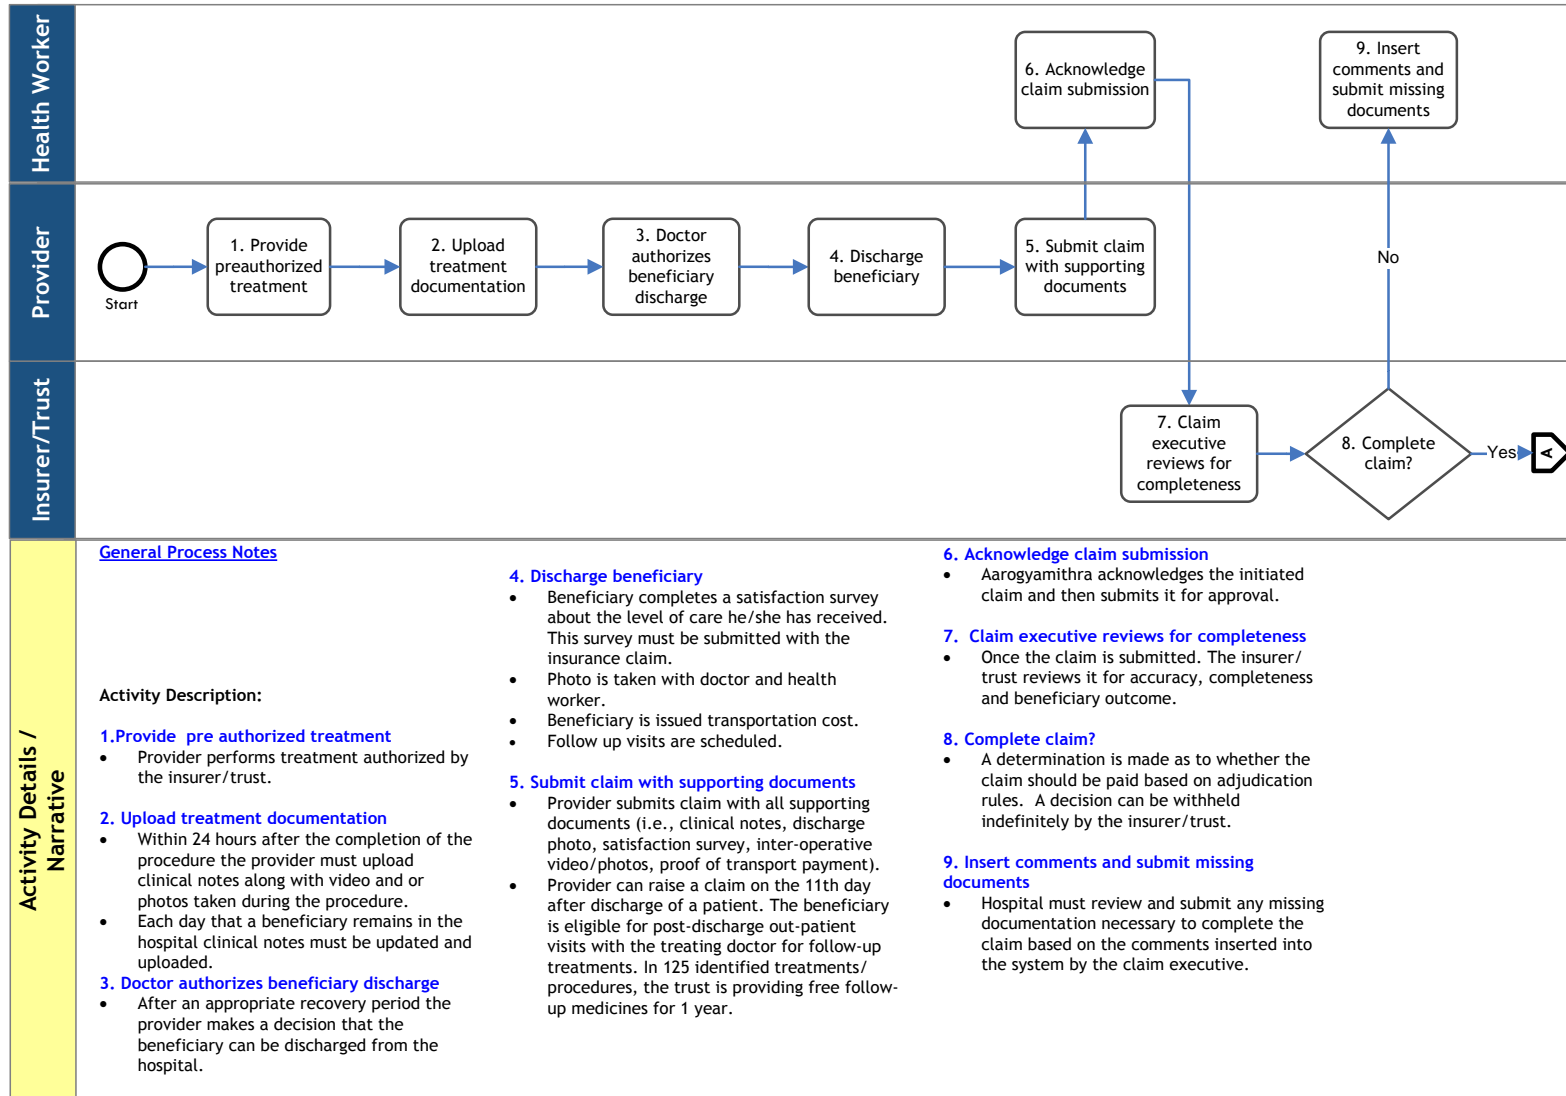 Health Worker
6. Acknowledge
claim submission
9. Insert
comments and
submit missing
documents
Provider
Start
1. Provide
preauthorized
treatment
2. Upload
treatment
documentation
3. Doctor
authorizes
beneficiary
discharge
4. Discharge
beneficiary
5. Submit claim
with supporting
documents
No
Insurer/Trust
7. Claim
executive
reviews for
completeness
8. Complete
claim?
Yes
A
Activity Details /
Narrative
General Process Notes
Activity Description:
1.Provide  pre authorized treatment
• Provider performs treatment authorized by
the insurer/trust.
2. Upload treatment documentation
• Within 24 hours after the completion of the
procedure the provider must upload
clinical notes along with video and or
photos taken during the procedure.
• Each day that a beneficiary remains in the
hospital clinical notes must be updated and
uploaded.
3. Doctor authorizes beneficiary discharge
• After an appropriate recovery period the
provider makes a decision that the
beneficiary can be discharged from the
hospital.
4. Discharge beneficiary
• Beneficiary completes a satisfaction survey
about the level of care he/she has received.
This survey must be submitted with the
insurance claim.
• Photo is taken with doctor and health
worker.
• Beneficiary is issued transportation cost.
• Follow up visits are scheduled.
5. Submit claim with supporting documents
• Provider submits claim with all supporting
documents (i.e., clinical notes, discharge
photo, satisfaction survey, inter-operative
video/photos, proof of transport payment).
• Provider can raise a claim on the 11th day
after discharge of a patient. The beneficiary
is eligible for post-discharge out-patient
visits with the treating doctor for follow-up
treatments. In 125 identified treatments/
procedures, the trust is providing free follow-
up medicines for 1 year.
6. Acknowledge claim submission
• Aarogyamithra acknowledges the initiated
claim and then submits it for approval.
7.  Claim executive reviews for completeness
• Once the claim is submitted. The insurer/
trust reviews it for accuracy, completeness
and beneficiary outcome.
8. Complete claim?
• A determination is made as to whether the
claim should be paid based on adjudication
rules.  A decision can be withheld
indefinitely by the insurer/trust.
9. Insert comments and submit missing
documents
• Hospital must review and submit any missing
documentation necessary to complete the
claim based on the comments inserted into
the system by the claim executive.